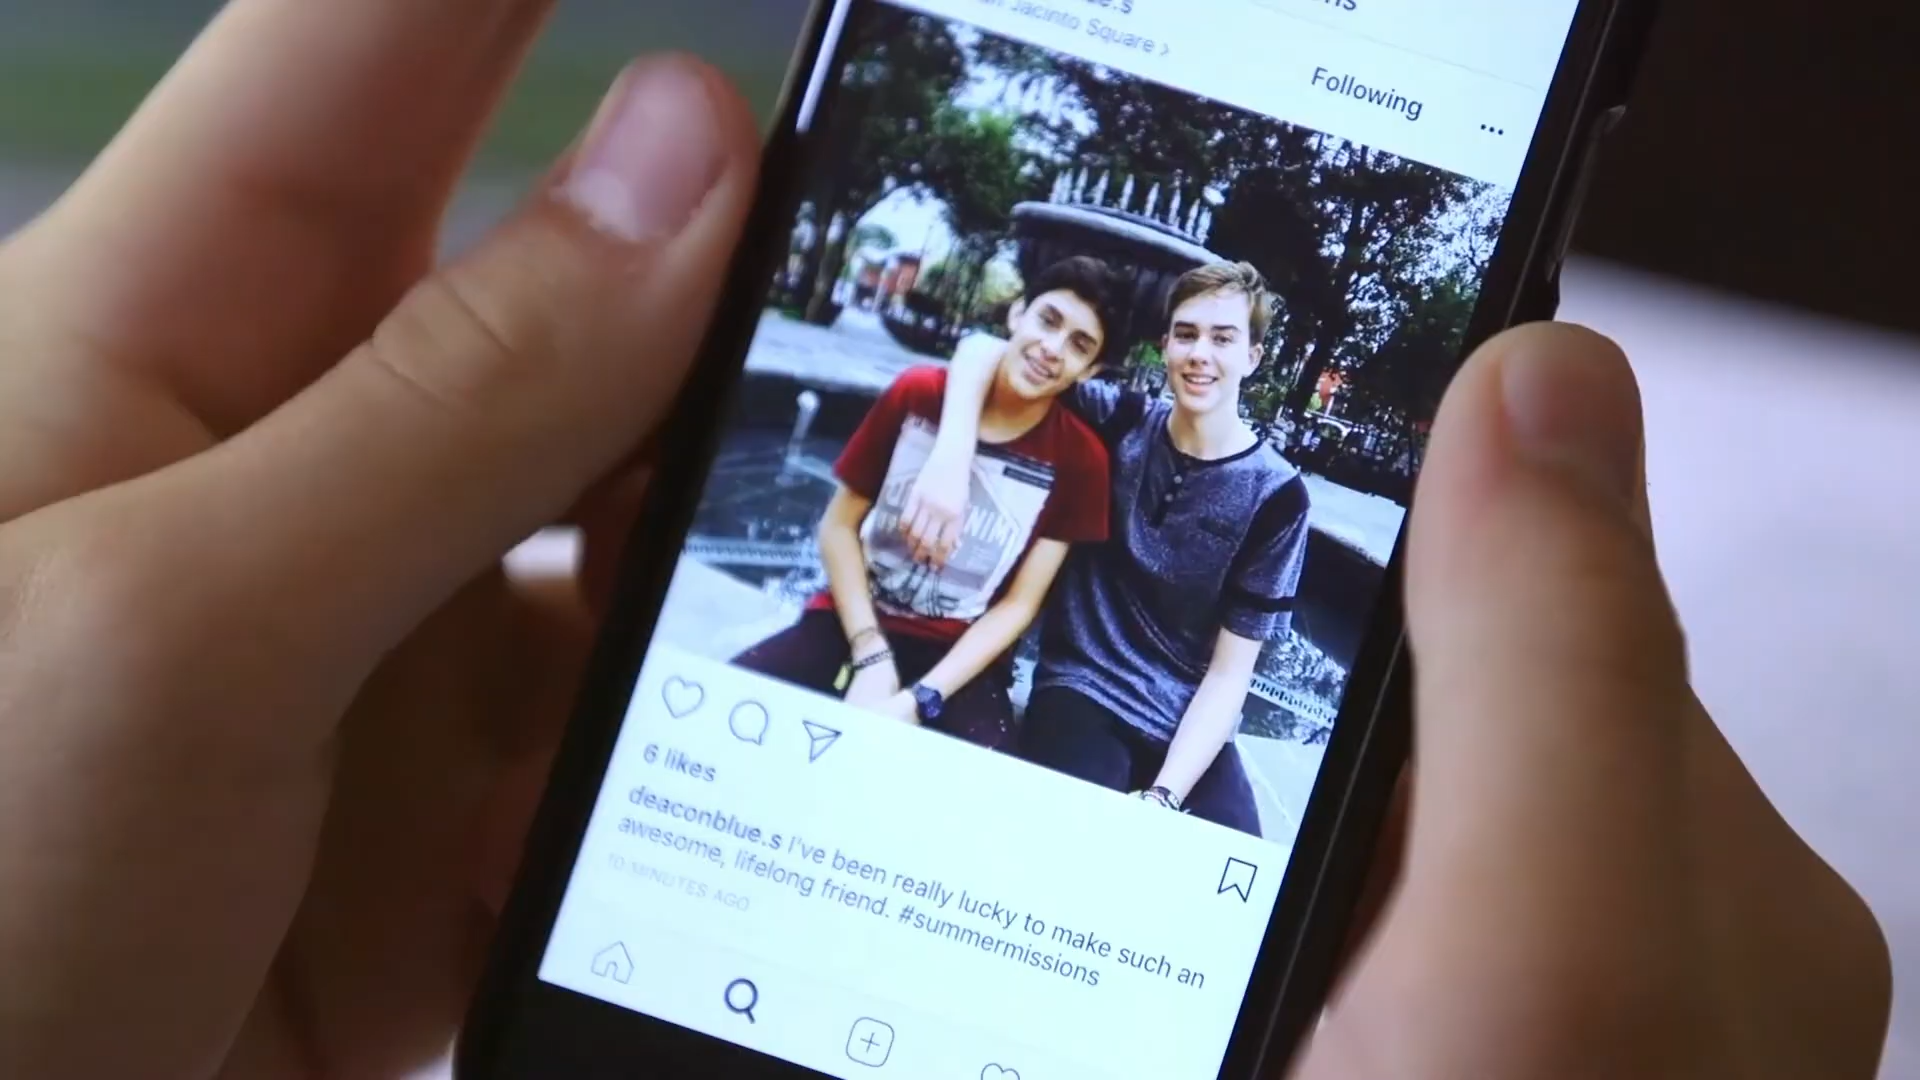 Jacinto Square >
Following
6 likes
deaconblue.s I've been really lucky to make such an
awesome, lifelong friend. #summermissions
10 MINUTES AGO